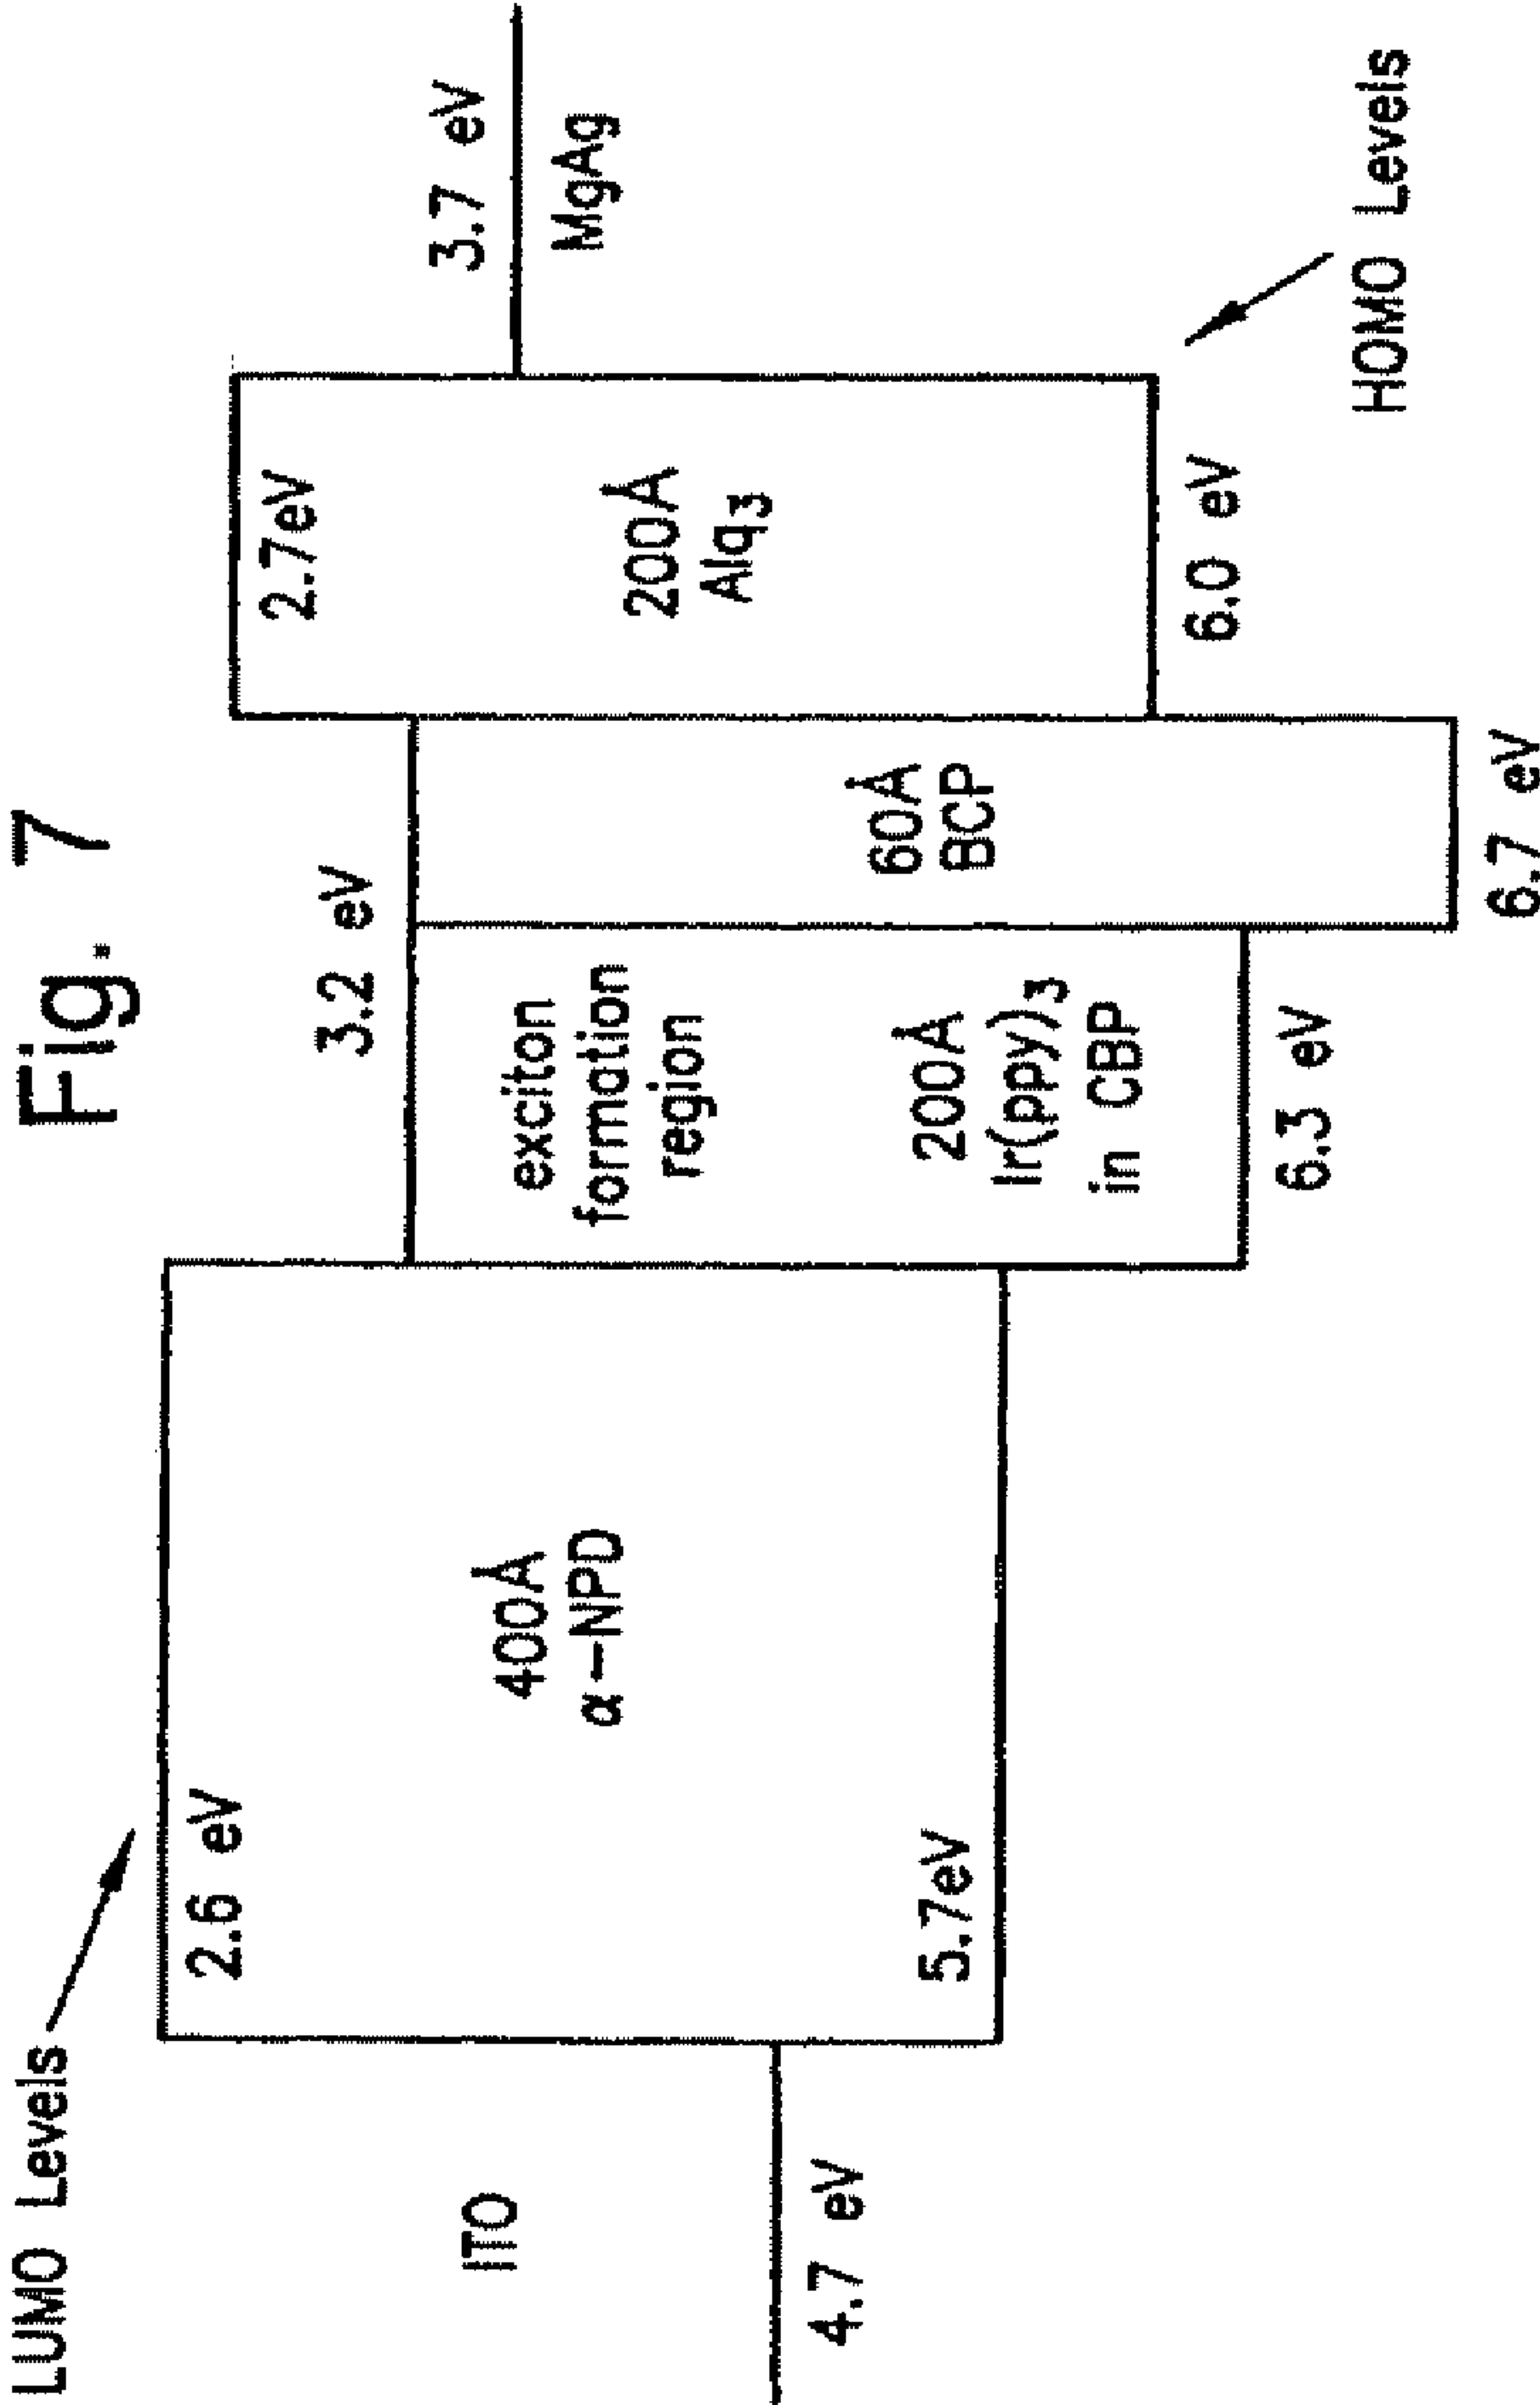 Fig. 7
LUMO Levels
ITO
4.7 eV
2.6 eV
400Å
α-NPD
5.7eV
3.2 eV
exciton
formation
region
200Å
Ir(ppy)3
in CBP
6.3 eV
60Å
BCP
6.7 eV
2.7eV
200Å
Alq3
6.0 eV
3.7 eV
MgAg
HOMO Levels